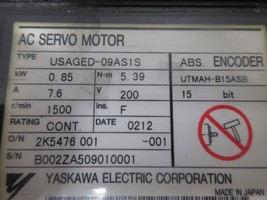 AC SERVO MOTOR
TYPE USAGED-09AS1S ABS. ENCODER
kW 0.85 N·m 5.39 UTMAH-B15ASB
A 7.6 V 200 15 bit
r/min 1500 ins. F
RATING CONT. DATE 0212
O/N 2K5476 001 -001
S/N B002ZA509010001
YASKAWA ELECTRIC CORPORATION
MADE IN JAPAN